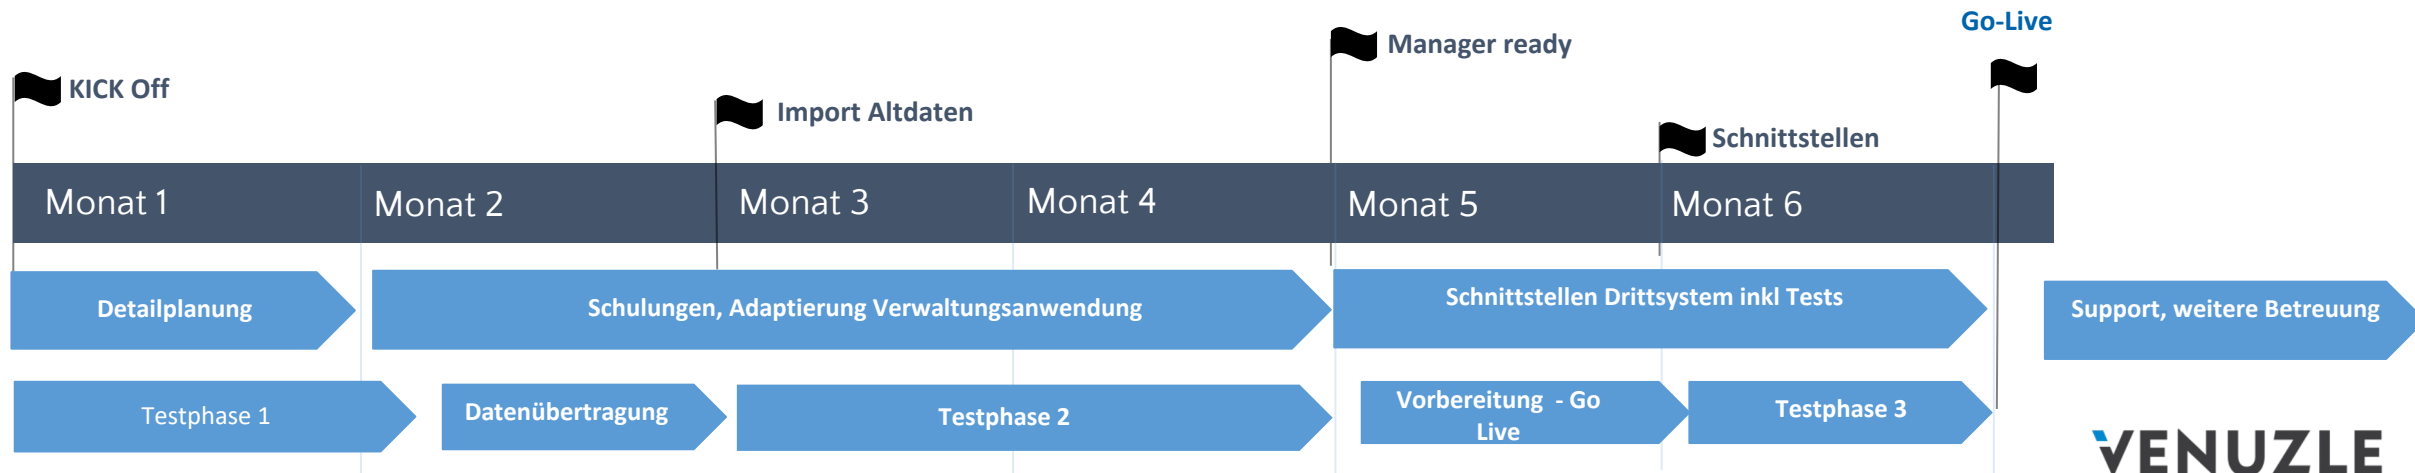 Go-Live
Manager ready
KICK Off
Import Altdaten
Schnittstellen
Monat 1
Monat 2
Monat 3
Monat 4
Monat 5
Monat 6
Detailplanung
Schulungen, Adaptierung Verwaltungsanwendung
Schnittstellen Drittsystem inkl Tests
Support, weitere Betreuung
Testphase 1
Datenübertragung
Testphase 2
Vorbereitung - Go
Live
Testphase 3
VENUZLE